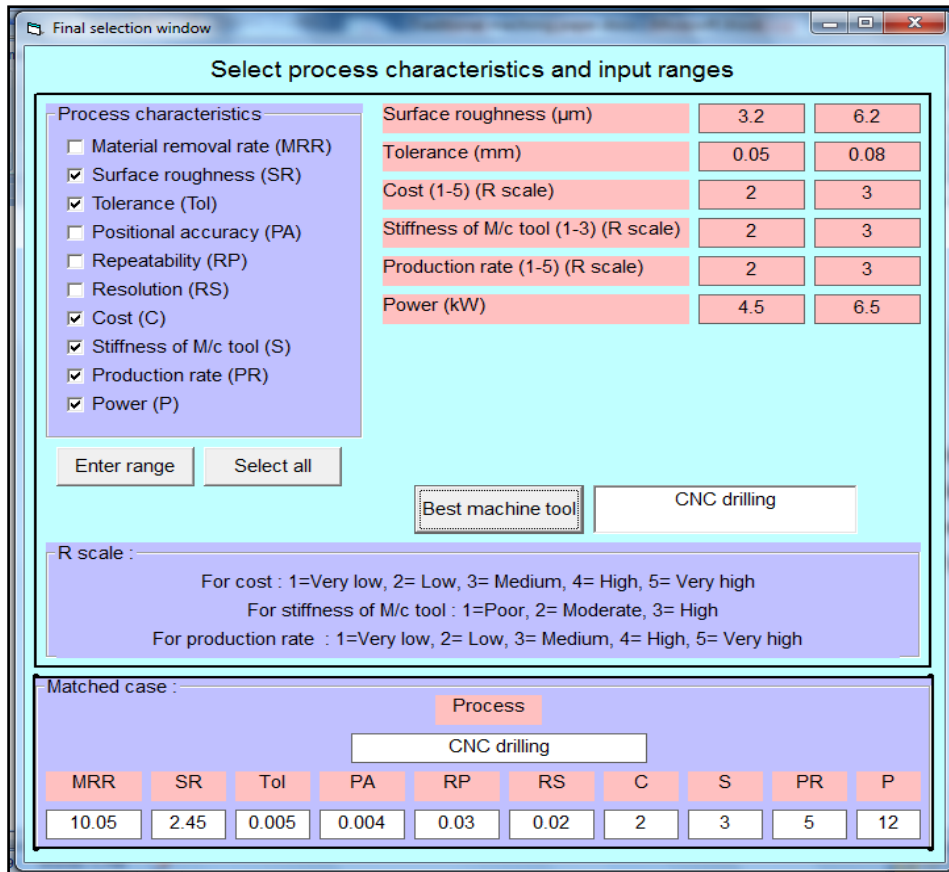 Final selection window
Select process characteristics and input ranges
Process characteristics
Material removal rate (MRR)
Surface roughness (SR)
Tolerance (Tol)
Positional accuracy (PA)
Repeatability (RP)
Resolution (RS)
Cost (C)
Stiffness of M/c tool (S)
Production rate (PR)
Power (P)
Surface roughness (µm) 3.2 6.2
Tolerance (mm) 0.05 0.08
Cost (1-5) (R scale) 2 3
Stiffness of M/c tool (1-3) (R scale) 2 3
Production rate (1-5) (R scale) 2 3
Power (kW) 4.5 6.5
Enter range Select all
Best machine tool CNC drilling
R scale :
For cost : 1=Very low, 2= Low, 3= Medium, 4= High, 5= Very high
For stiffness of M/c tool : 1=Poor, 2= Moderate, 3= High
For production rate : 1=Very low, 2= Low, 3= Medium, 4= High, 5= Very high
Matched case :
Process
CNC drilling
MRR SR Tol PA RP RS C S PR P
10.05 2.45 0.005 0.004 0.03 0.02 2 3 5 12